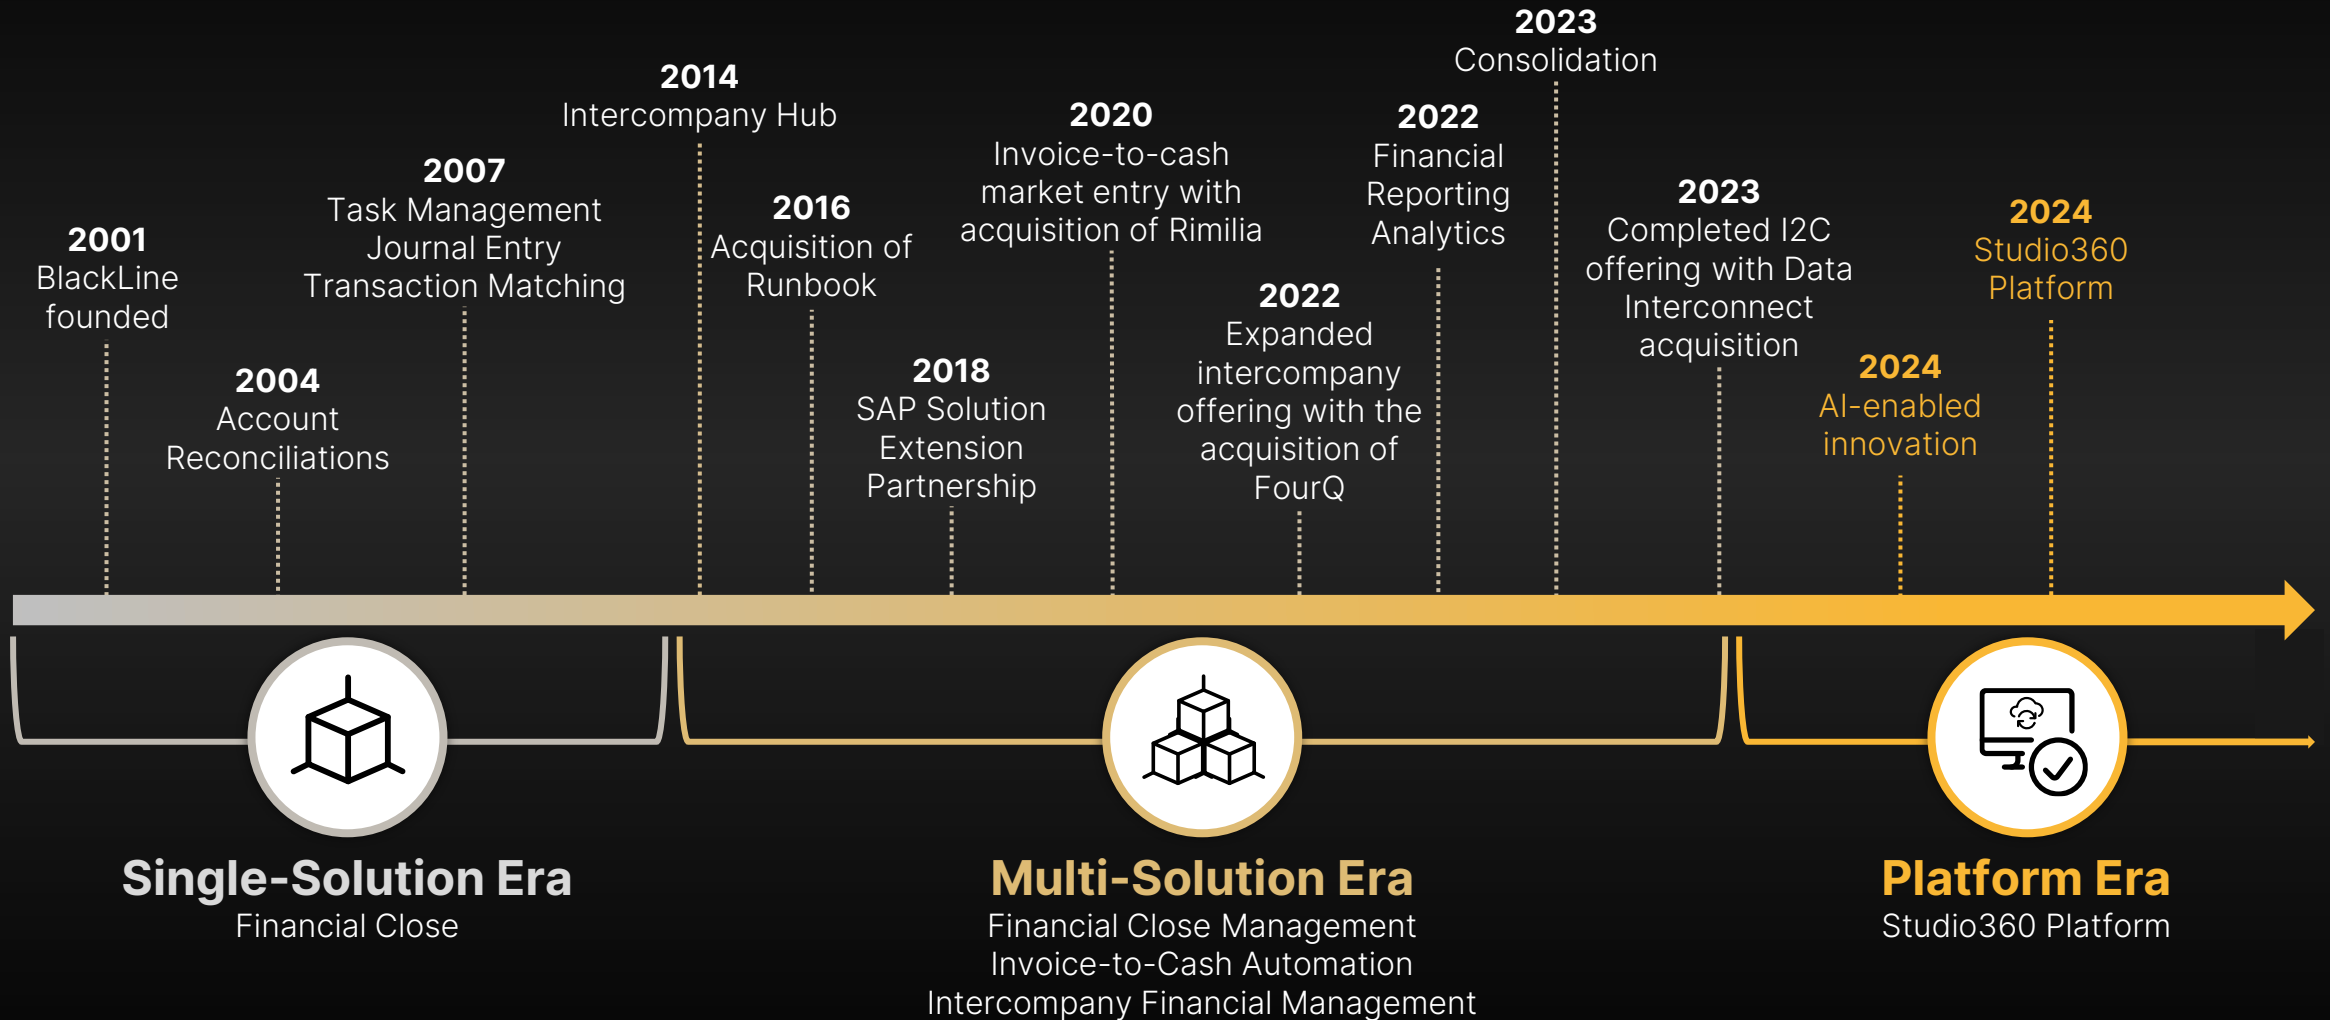 2001
BlackLine
founded
2004
Account
Reconciliations
2007
Task Management
Journal Entry
Transaction Matching
2014
Intercompany Hub
2016
Acquisition of
Runbook
2018
SAP Solution
Extension
Partnership
2020
Invoice-to-cash
market entry with
acquisition of Rimilia
2022
Expanded
intercompany
offering with the
acquisition of
FourQ
2022
Financial
Reporting
Analytics
2023
Consolidation
2023
Completed I2C
offering with Data
Interconnect
acquisition
2024
AI-enabled
innovation
2024
Studio360
Platform
Single-Solution Era
Financial Close
Multi-Solution Era
Financial Close Management
Invoice-to-Cash Automation
Intercompany Financial Management
Platform Era
Studio360 Platform